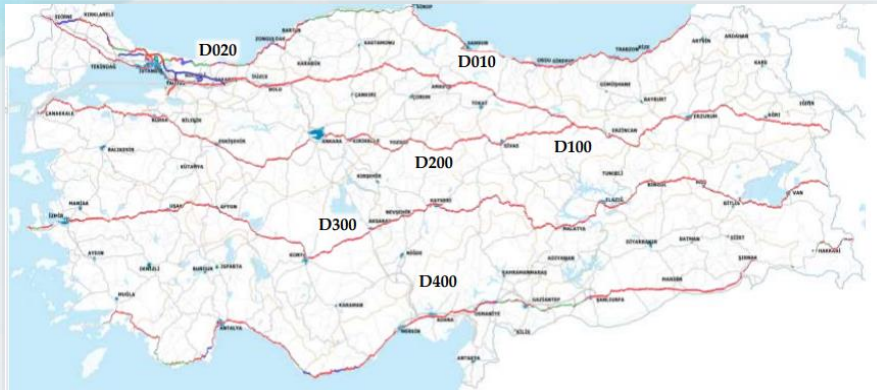 SİNOP
EDİRNE
KIRKLARELİ
BARTIN
D020
ZONGULDAK
KASTAMONU
SAMSUN
D010
TRABZON
RİZE
ARTVİN
ARDAHAN
TEKİRDAĞ
İSTANBUL
KARABÜK
ORDU
GİRESUN
KARS
DÜZCE
BOLU
GÜMÜŞHANE
ÇANKIRI
ÇORUM
AMASYA
TOKAT
BAYBURT
IĞDIR
ÇANAKKALE
BURSA
BİLECİK
ERZURUM
AĞRI
ERZİNCAN
D100
ESKİŞEHİR
ANKARA
KIRIKKALE
YOZGAT
SİVAS
BALIKESİR
D200
KÜTAHYA
KIRŞEHİR
TUNCELİ
BİNGÖL
MUŞ
VAN
MANİSA
UŞAK
AFYON
NEVŞEHİR
KAYSERİ
ELAZIĞ
BİTLİS
İZMİR
D300
AKSARAY
MALATYA
DİYARBAKIR
BATMAN
SİİRT
HAKKARİ
AYDIN
DENİZLİ
BURDUR
ISPARTA
KONYA
NİĞDE
ADIYAMAN
ŞIRNAK
D400
KAHRAMANMARAŞ
MARDİN
MUĞLA
KARAMAN
ADANA
OSMANİYE
GAZİANTEP
ŞANLIURFA
ANTALYA
MERSİN
KİLİS
ANTAKYA